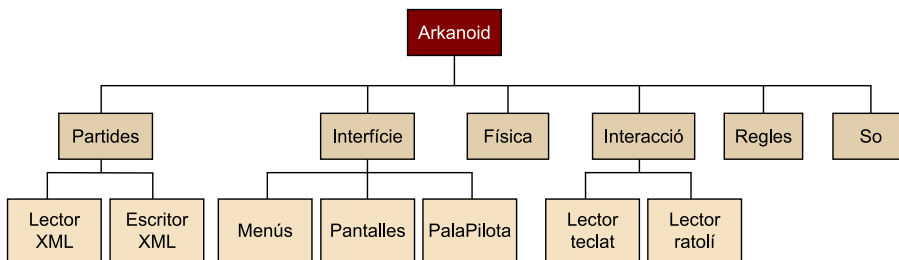 Arkanoid
Partides
Interfície
Física
Interacció
Regles
So
Lector
XML
Escritor
XML
Menús
Pantalles
PalaPilota
Lector
teclat
Lector
ratolí